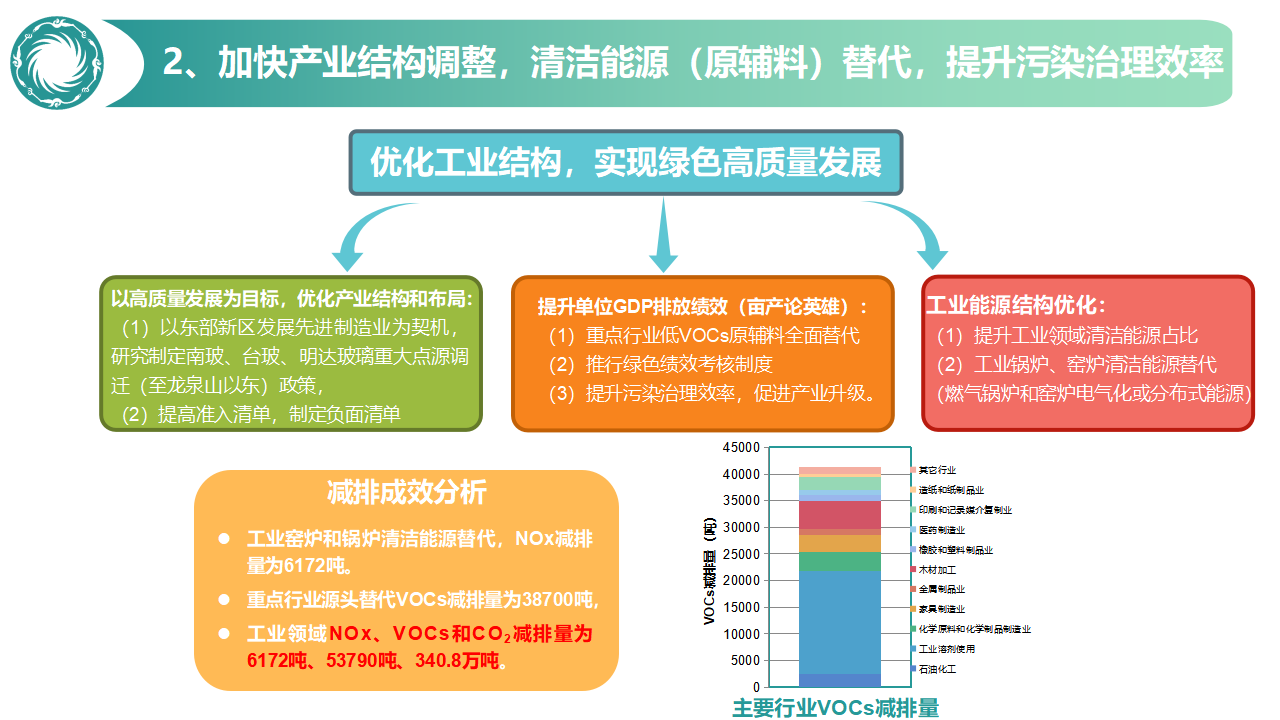 2、加快产业结构调整，清洁能源（原辅料）替代，提升污染治理效率
优化工业结构，实现绿色高质量发展
以高质量发展为目标，优化产业结构和布局：
（1）以东部新区发展先进制造业为契机，
研究制定南玻、台玻、明达玻璃重大点源调
迁（至龙泉山以东）政策，
（2）提高准入清单，制定负面清单
提升单位GDP排放绩效（亩产论英雄）：
（1）重点行业低VOCs原辅料全面替代
（2）推行绿色绩效考核制度
（3）提升污染治理效率，促进产业升级。
工业能源结构优化：
（1）提升工业领域清洁能源占比
（2）工业锅炉、窑炉清洁能源替代
（燃气锅炉和窑炉电气化或分布式能源）
减排成效分析
● 工业窑炉和锅炉清洁能源替代，NOx减排
量为6172吨。
● 重点行业源头替代VOCs减排量为38700吨，
● 工业领域NOx、VOCs和CO₂减排量为
6172吨、53790吨、340.8万吨。
VOCs减排量（吨）
45000
40000
35000
30000
25000
20000
15000
10000
5000
0
其它行业
造纸和纸制品业
印刷和记录媒介复制业
医药制造业
橡胶和塑料制品业
木材加工
金属制品业
家具制造业
化学原料和化学制品制造业
工业溶剂使用
石油化工
主要行业VOCs减排量